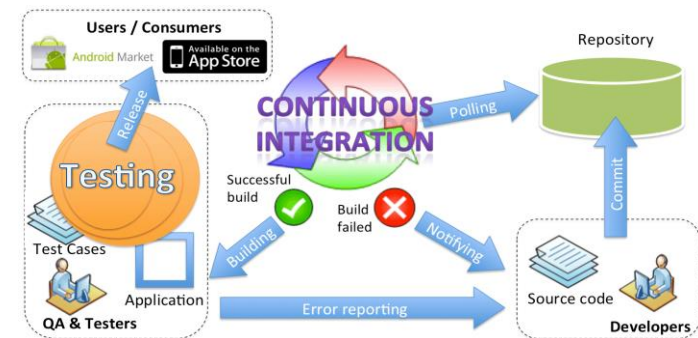 Users / Consumers
Android Market
Available on the
App Store
Release
Testing
Test Cases
QA & Testers
Application
CONTINUOUS
INTEGRATION
Successful
build
Build
failed
Building
Notifying
Polling
Repository
Commit
Source code
Developers
Error reporting